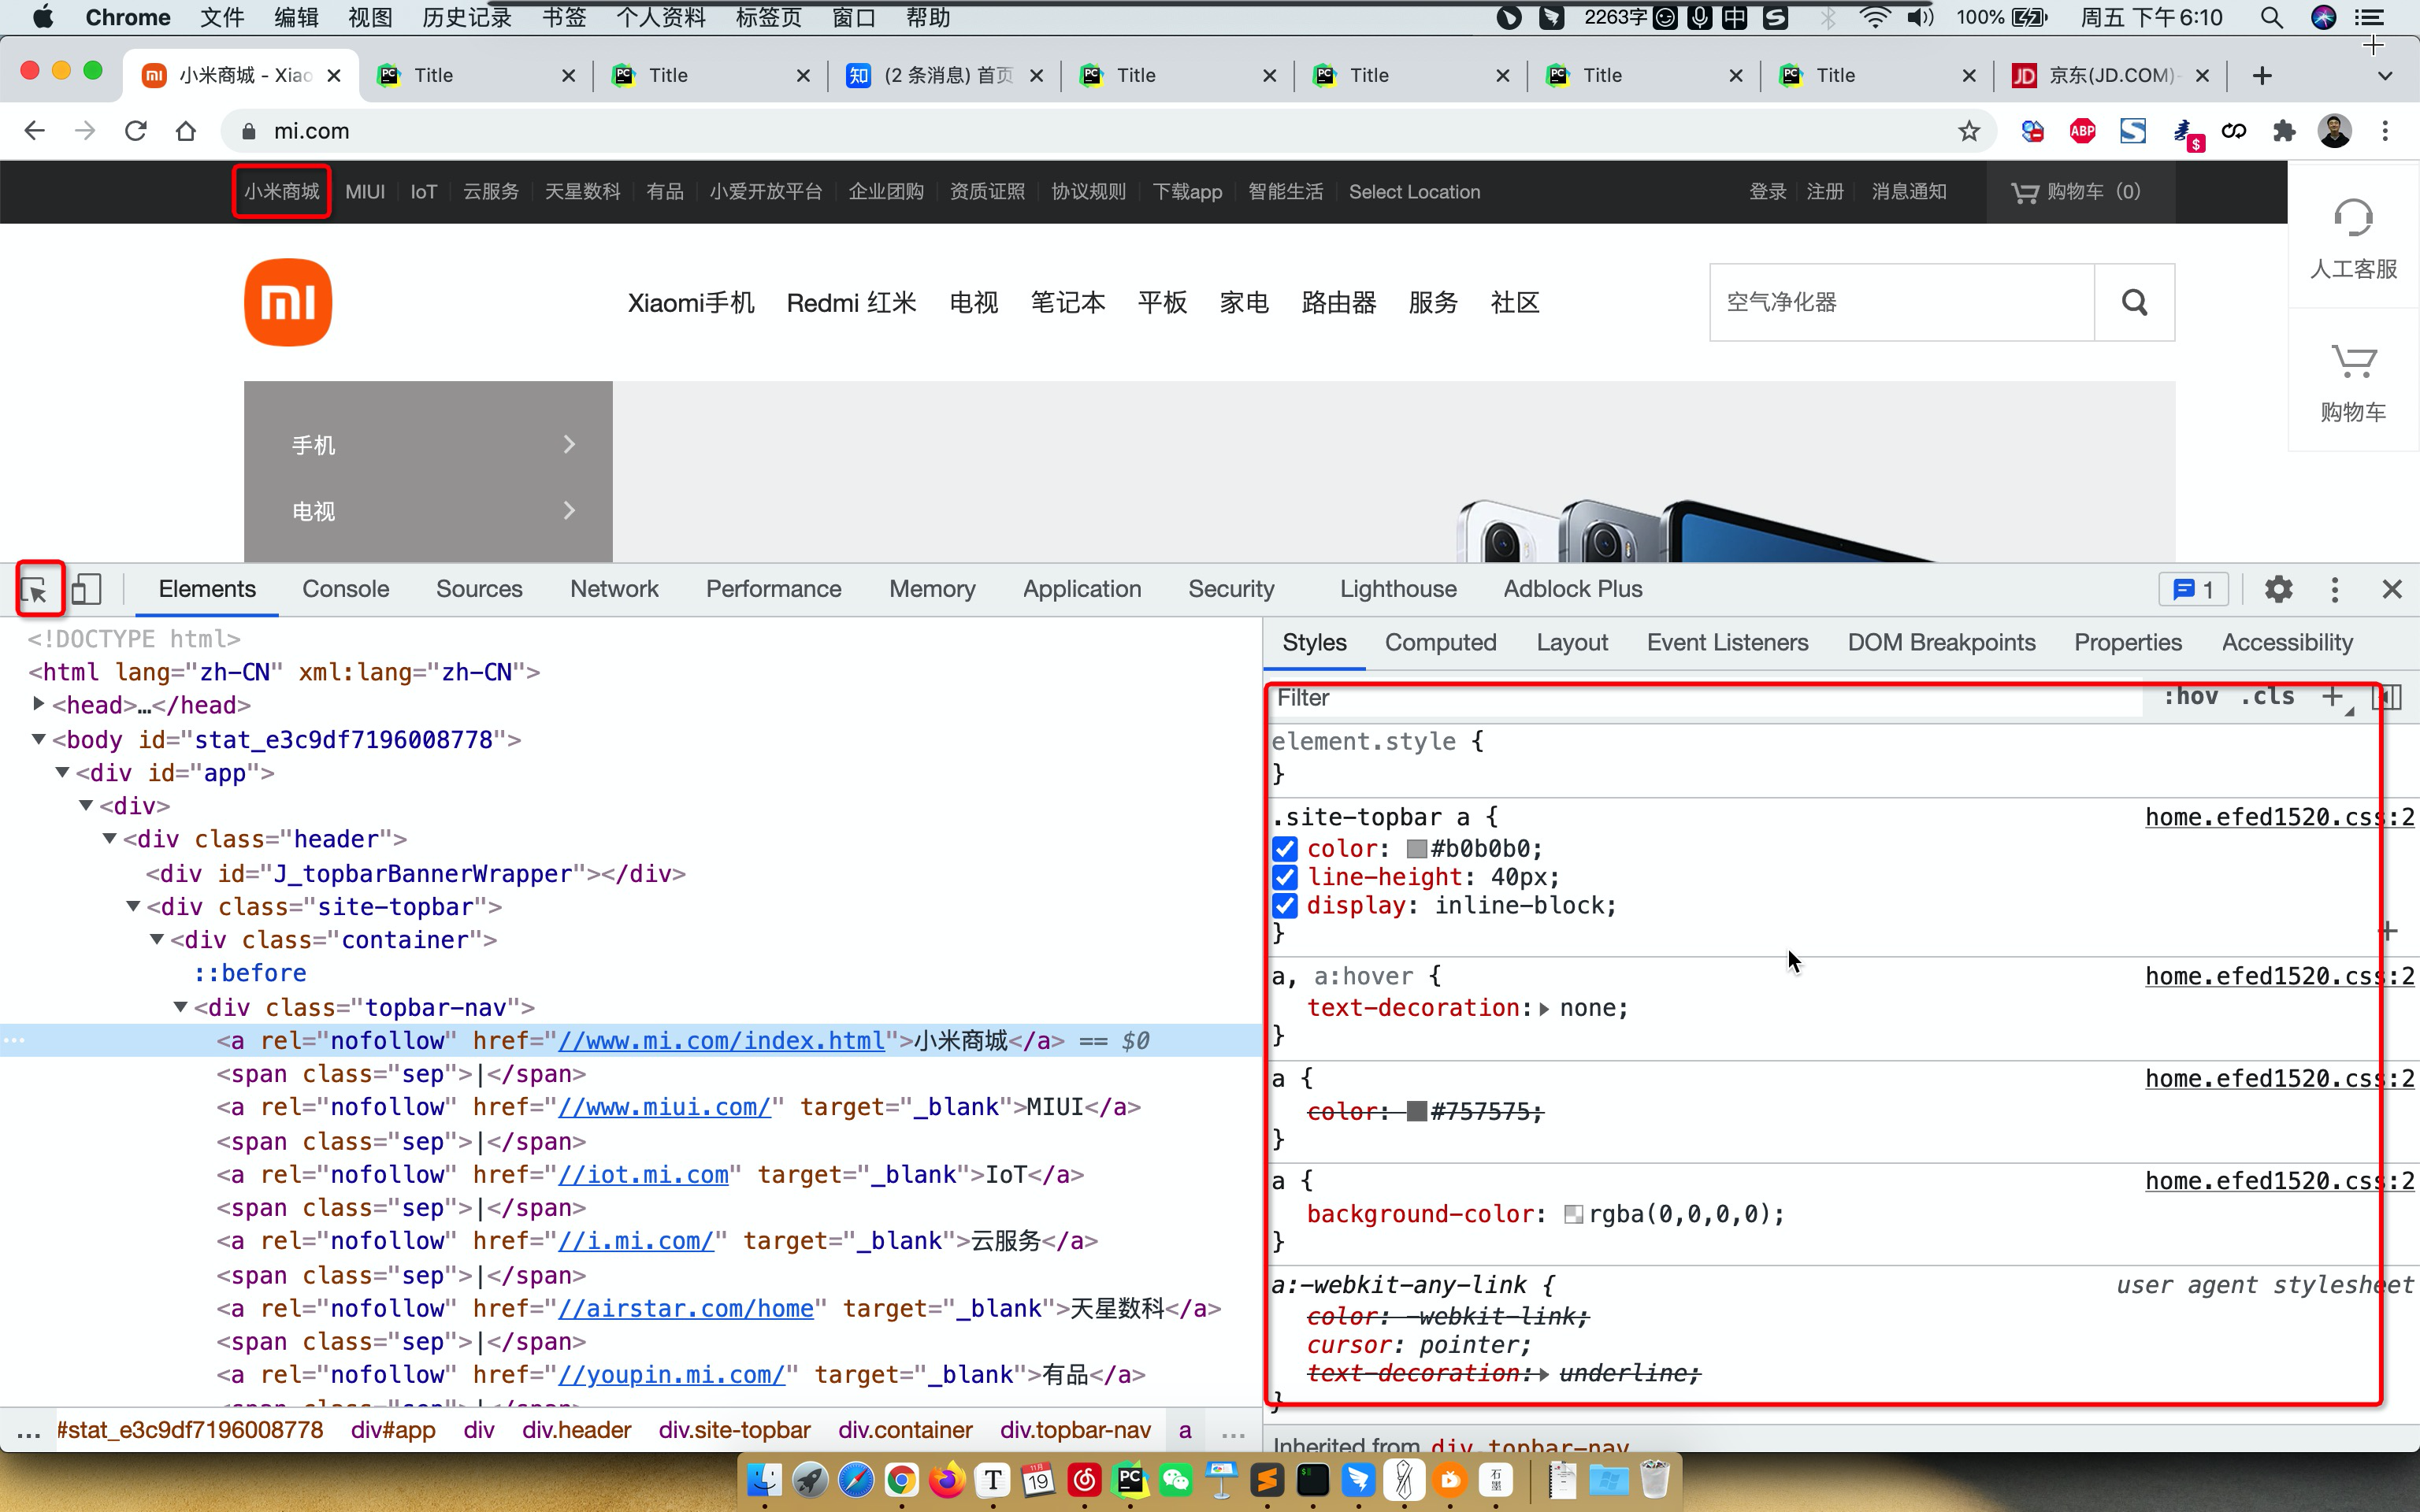 Chrome 文件 编辑 视图 历史记录 书签 个人资料 标签页 窗口 帮助 2263字 中 100% 周五 下午6:10
小米商城 - Xiao Title Title (2 条消息) 首页 Title Title Title Title 京东(JD.COM)-
mi.com
小米商城 MIUI IoT 云服务 天星数科 有品 小爱开放平台 企业团购 资质证照 协议规则 下载app 智能生活 Select Location 登录 注册 消息通知 购物车（0）
人工客服
Xiaomi手机 Redmi 红米 电视 笔记本 平板 家电 路由器 服务 社区 空气净化器
购物车
手机
电视
Elements Console Sources Network Performance Memory Application Security Lighthouse Adblock Plus 1
<!DOCTYPE html>
<html lang="zh-CN" xml:lang="zh-CN">
<head>…</head>
<body id="stat_e3c9df7196008778">
<div id="app">
<div>
<div class="header">
<div id="J_topbarBannerWrapper"></div>
<div class="site-topbar">
<div class="container">
::before
<div class="topbar-nav">
<a rel="nofollow" href="//www.mi.com/index.html">小米商城</a> == $0
<span class="sep">|</span>
<a rel="nofollow" href="//www.miui.com/" target="_blank">MIUI</a>
<span class="sep">|</span>
<a rel="nofollow" href="//iot.mi.com" target="_blank">IoT</a>
<span class="sep">|</span>
<a rel="nofollow" href="//i.mi.com/" target="_blank">云服务</a>
<span class="sep">|</span>
<a rel="nofollow" href="//airstar.com/home" target="_blank">天星数科</a>
<span class="sep">|</span>
<a rel="nofollow" href="//youpin.mi.com/" target="_blank">有品</a>
<span class="sep">|</span>
... #stat_e3c9df7196008778 div#app div div.header div.site-topbar div.container div.topbar-nav a ...
Styles Computed Layout Event Listeners DOM Breakpoints Properties Accessibility
Filter :hov .cls
element.style {
}
.site-topbar a { home.efed1520.css:2
color: #b0b0b0;
line-height: 40px;
display: inline-block;
}
a, a:hover { home.efed1520.css:2
text-decoration: none;
}
a { home.efed1520.css:2
color: #757575;
}
a { home.efed1520.css:2
background-color: rgba(0,0,0,0);
}
a:-webkit-any-link { user agent stylesheet
color: -webkit-link;
cursor: pointer;
text-decoration: underline;
}
Inherited from div.topbar-nav